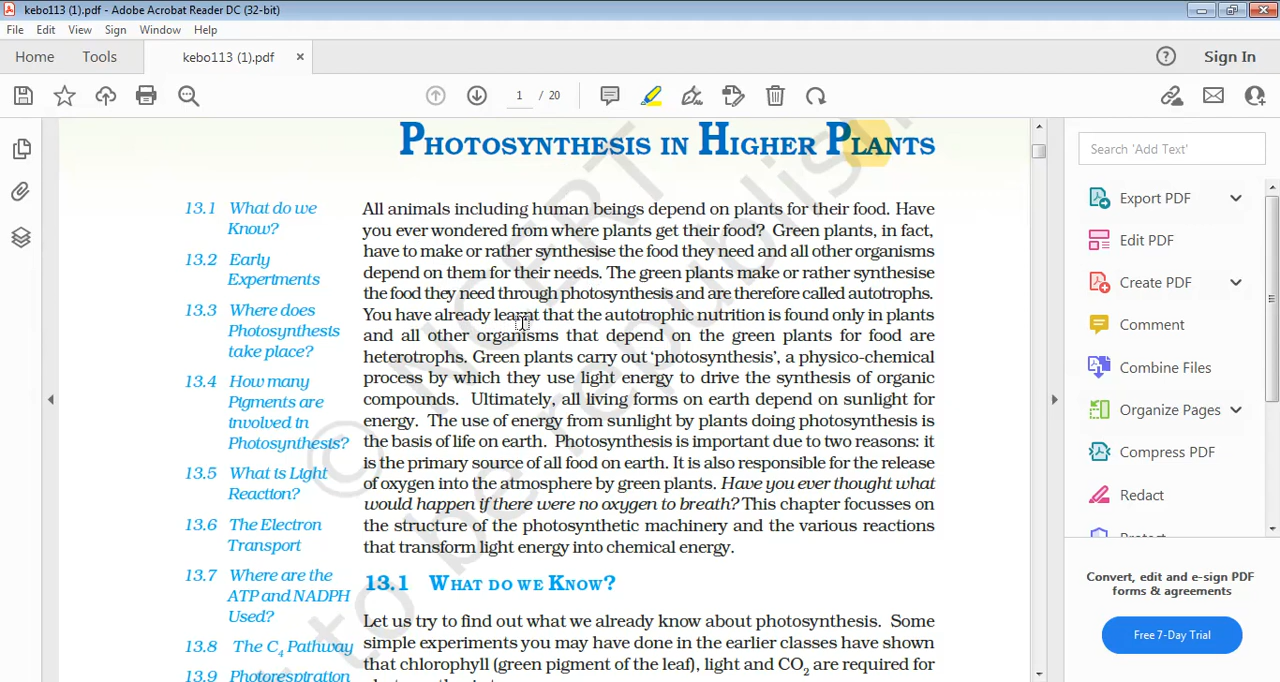 kebo113 (1).pdf - Adobe Acrobat Reader DC (32-bit)
File Edit View Sign Window Help
Home Tools kebo113 (1).pdf × Sign In
1 / 20
PHOTOSYNTHESIS IN HIGHER PLANTS
13.1 What do we
Know?
13.2 Early
Experiments
13.3 Where does
Photosynthesis
take place?
13.4 How many
Pigments are
involved in
Photosynthesis?
13.5 What is Light
Reaction?
13.6 The Electron
Transport
13.7 Where are the
ATP and NADPH
Used?
13.8 The C4 Pathway
13.9 Photorespiration
All animals including human beings depend on plants for their food. Have
you ever wondered from where plants get their food? Green plants, in fact,
have to make or rather synthesise the food they need and all other organisms
depend on them for their needs. The green plants make or rather synthesise
the food they need through photosynthesis and are therefore called autotrophs.
You have already learnt that the autotrophic nutrition is found only in plants
and all other organisms that depend on the green plants for food are
heterotrophs. Green plants carry out ‘photosynthesis’, a physico-chemical
process by which they use light energy to drive the synthesis of organic
compounds. Ultimately, all living forms on earth depend on sunlight for
energy. The use of energy from sunlight by plants doing photosynthesis is
the basis of life on earth. Photosynthesis is important due to two reasons: it
is the primary source of all food on earth. It is also responsible for the release
of oxygen into the atmosphere by green plants. Have you ever thought what
would happen if there were no oxygen to breath? This chapter focusses on
the structure of the photosynthetic machinery and the various reactions
that transform light energy into chemical energy.
13.1 WHAT DO WE KNOW?
Let us try to find out what we already know about photosynthesis. Some
simple experiments you may have done in the earlier classes have shown
that chlorophyll (green pigment of the leaf), light and CO2 are required for
© NCERT
to be republish
Search 'Add Text'
Export PDF
Edit PDF
Create PDF
Comment
Combine Files
Organize Pages
Compress PDF
Redact
Convert, edit and e-sign PDF
forms & agreements
Free 7-Day Trial